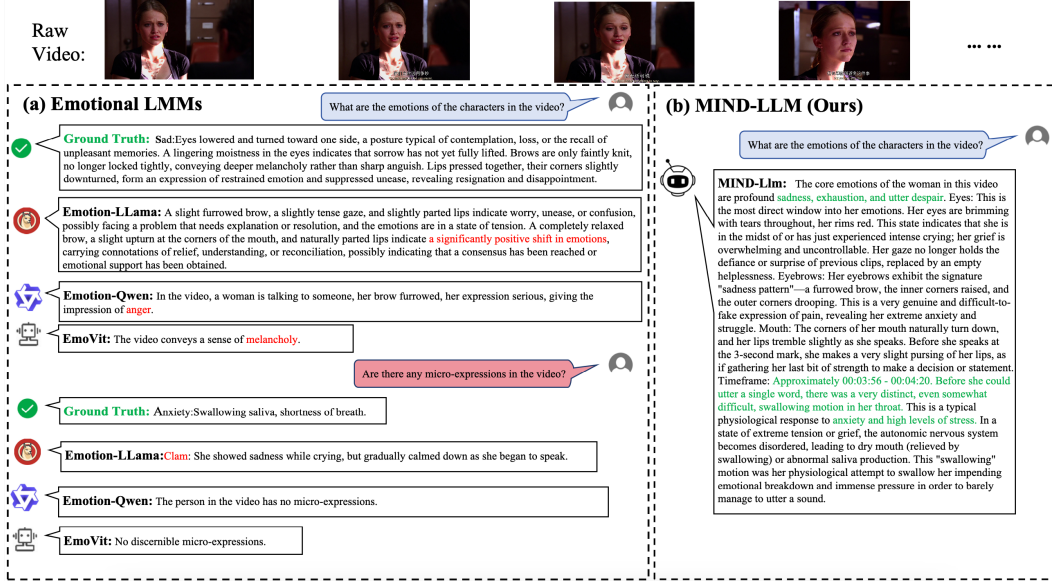 Raw
Video:
... ...
(a) Emotional LMMs
What are the emotions of the characters in the video?
Ground Truth: Sad:Eyes lowered and turned toward one side, a posture typical of contemplation, loss, or the recall of
unpleasant memories. A lingering moistness in the eyes indicates that sorrow has not yet fully lifted. Brows are only faintly knit,
no longer locked tightly, conveying deeper melancholy rather than sharp anguish. Lips pressed together, their corners slightly
downturned, form an expression of restrained emotion and suppressed unease, revealing resignation and disappointment.
Emotion-LLama: A slight furrowed brow, a slightly tense gaze, and slightly parted lips indicate worry, unease, or confusion,
possibly facing a problem that needs explanation or resolution, and the emotions are in a state of tension. A completely relaxed
brow, a slight upturn at the corners of the mouth, and naturally parted lips indicate a significantly positive shift in emotions,
carrying connotations of relief, understanding, or reconciliation, possibly indicating that a consensus has been reached or
emotional support has been obtained.
Emotion-Qwen: In the video, a woman is talking to someone, her brow furrowed, her expression serious, giving the
impression of anger.
EmoVit: The video conveys a sense of melancholy.
Are there any micro-expressions in the video?
Ground Truth: Anxiety:Swallowing saliva, shortness of breath.
Emotion-LLama:Clam: She showed sadness while crying, but gradually calmed down as she began to speak.
Emotion-Qwen: The person in the video has no micro-expressions.
EmoVit: No discernible micro-expressions.
(b) MIND-LLM (Ours)
What are the emotions of the characters in the video?
MIND-Llm: The core emotions of the woman in this video
are profound sadness, exhaustion, and utter despair. Eyes: This is
the most direct window into her emotions. Her eyes are brimming
with tears throughout, her rims red. This state indicates that she is
in the midst of or has just experienced intense crying; her grief is
overwhelming and uncontrollable. Her gaze no longer holds the
defiance or surprise of previous clips, replaced by an empty
helplessness. Eyebrows: Her eyebrows exhibit the signature
"sadness pattern"—a furrowed brow, the inner corners raised, and
the outer corners drooping. This is a very genuine and difficult-to-
fake expression of pain, revealing her extreme anxiety and
struggle. Mouth: The corners of her mouth naturally turn down,
and her lips tremble slightly as she speaks. Before she speaks at
the 3-second mark, she makes a very slight pursing of her lips, as
if gathering her last bit of strength to make a decision or statement.
Timeframe: Approximately 00:03:56 - 00:04:20. Before she could
utter a single word, there was a very distinct, even somewhat
difficult, swallowing motion in her throat. This is a typical
physiological response to anxiety and high levels of stress. In a
state of extreme tension or grief, the autonomic nervous system
becomes disordered, leading to dry mouth (relieved by
swallowing) or abnormal saliva production. This "swallowing"
motion was her physiological attempt to swallow her impending
emotional breakdown and immense pressure in order to barely
manage to utter a sound.